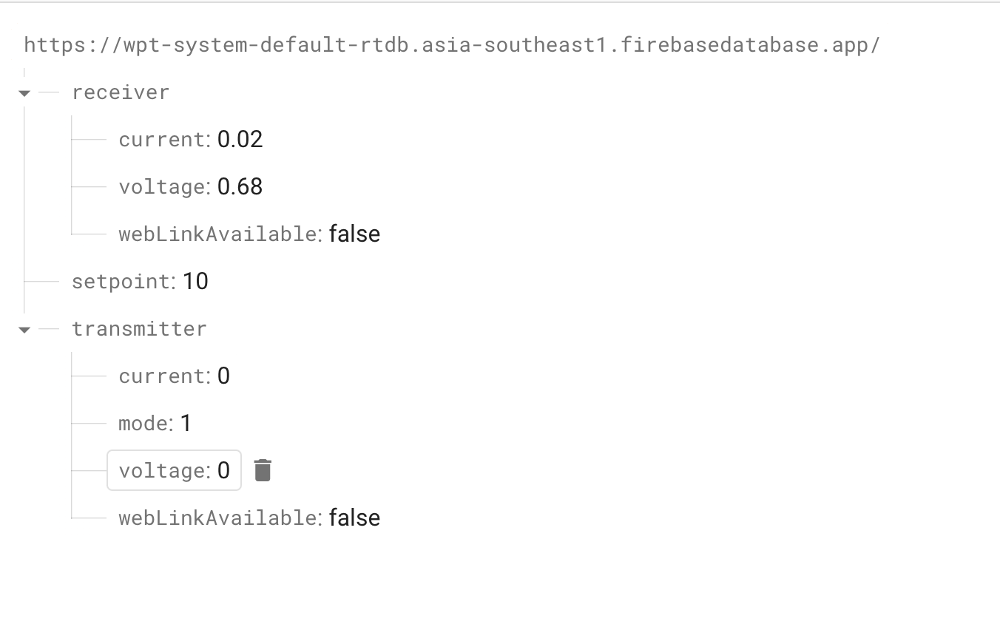 https://wpt-system-default-rtdb.asia-southeast1.firebasedatabase.app/
receiver
current: 0.02
voltage: 0.68
webLinkAvailable: false
setpoint: 10
transmitter
current: 0
mode: 1
voltage: 0
webLinkAvailable: false